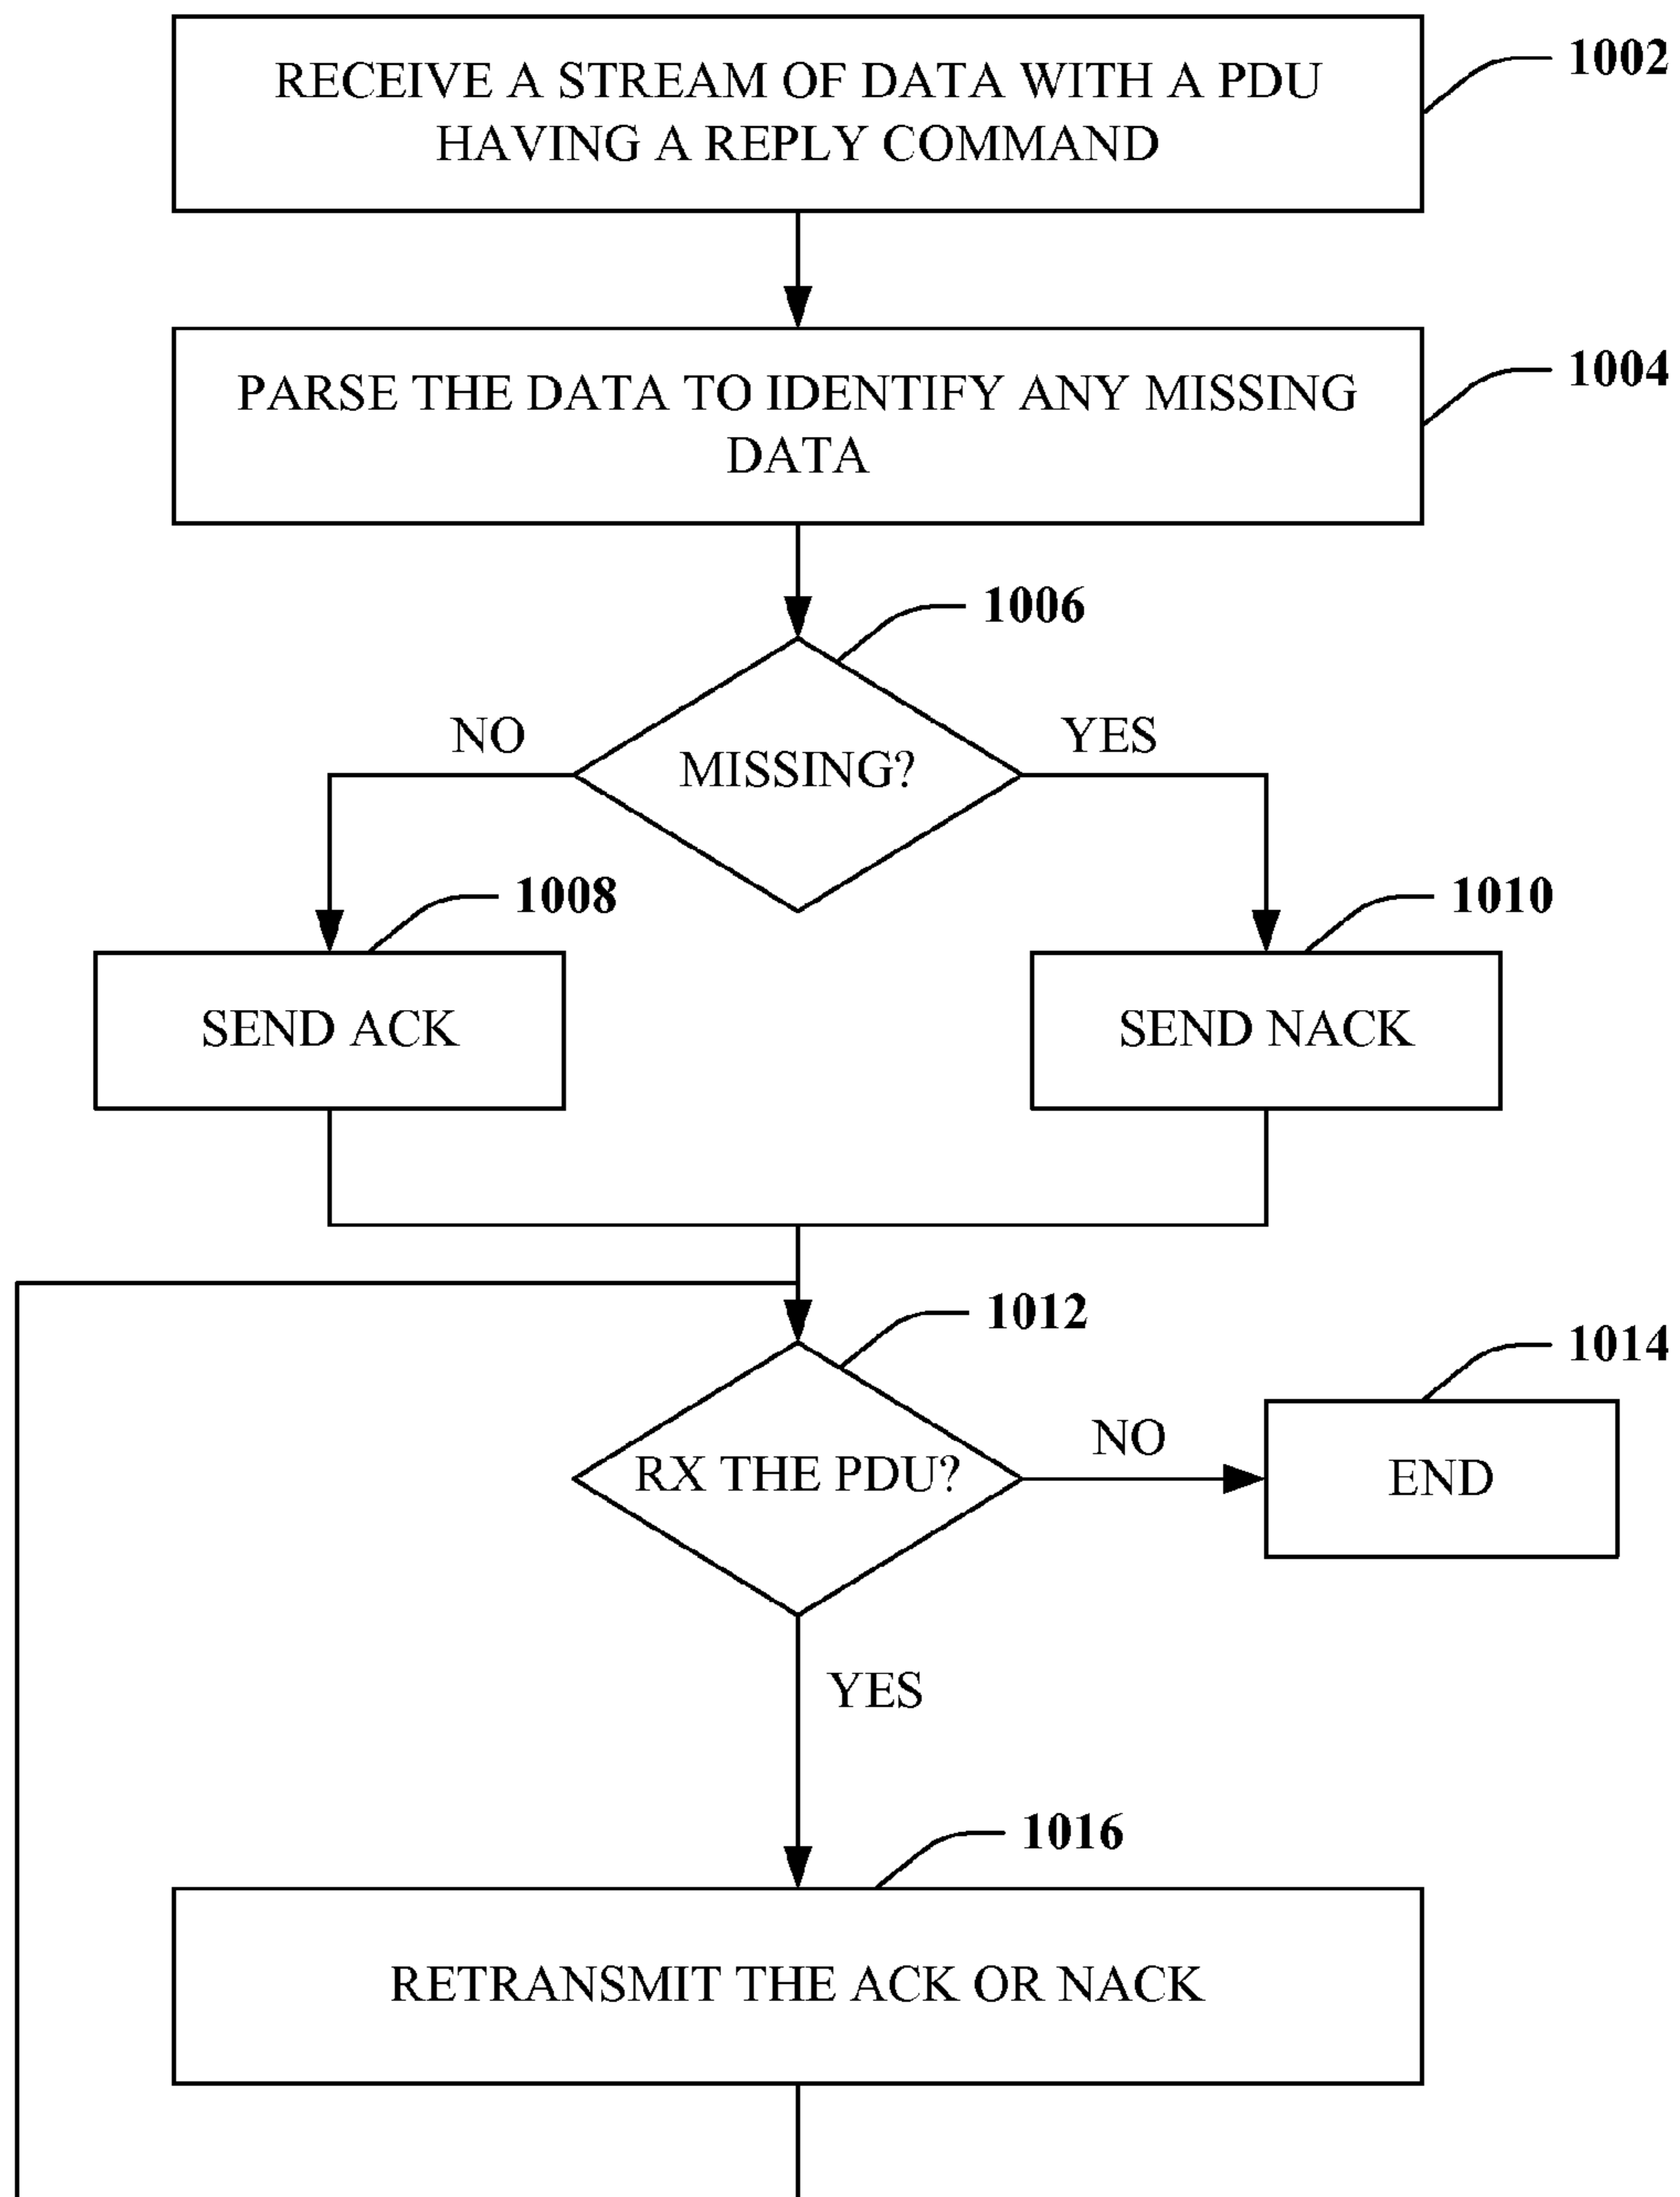 RECEIVE A STREAM OF DATA WITH A PDU
HAVING A REPLY COMMAND
1002
PARSE THE DATA TO IDENTIFY ANY MISSING
DATA
1004
1006
NO
MISSING?
YES
1008
1010
SEND ACK
SEND NACK
1012
1014
RX THE PDU?
NO
END
YES
1016
RETRANSMIT THE ACK OR NACK